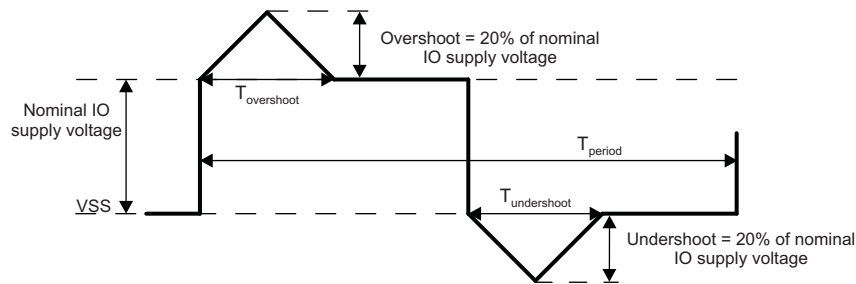 Overshoot = 20% of nominal
IO supply voltage
Nominal IO
supply voltage
Tovershoot
Tperiod
VSS
Tundershoot
Undershoot = 20% of nominal
IO supply voltage